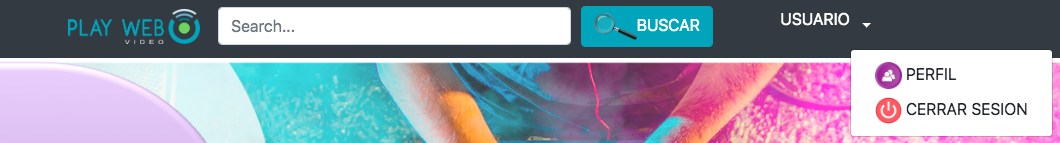 PLAY WEB
VIDEO
Search...
BUSCAR
USUARIO
PERFIL
CERRAR SESION